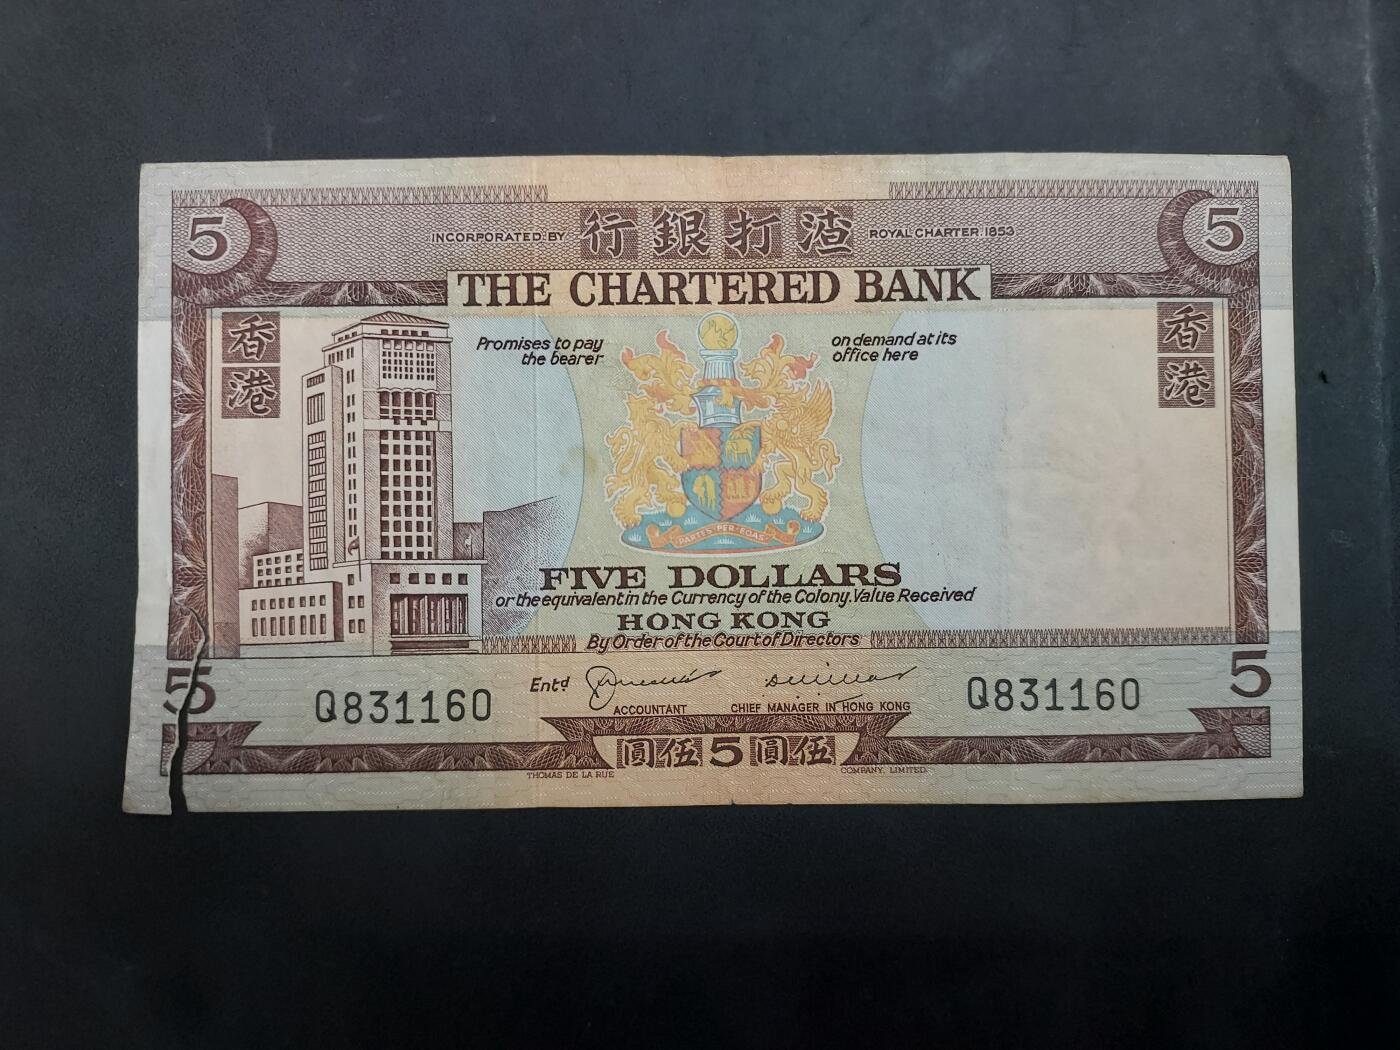 5 INCORPORATED BY 行銀打渣 ROYAL CHARTER 1853 5
THE CHARTERED BANK
香港
香港
Promises to pay
the bearer
on demand at its
office here
PARTES·PER·EOAS
FIVE DOLLARS
or the equivalent in the Currency of the Colony. Value Received
HONG KONG
By Order of the Court of Directors
5 Q831160 Entd Q831160 5
ACCOUNTANT CHIEF MANAGER IN HONG KONG
圓伍 5 圓伍
THOMAS DE LA RUE COMPANY, LIMITED.